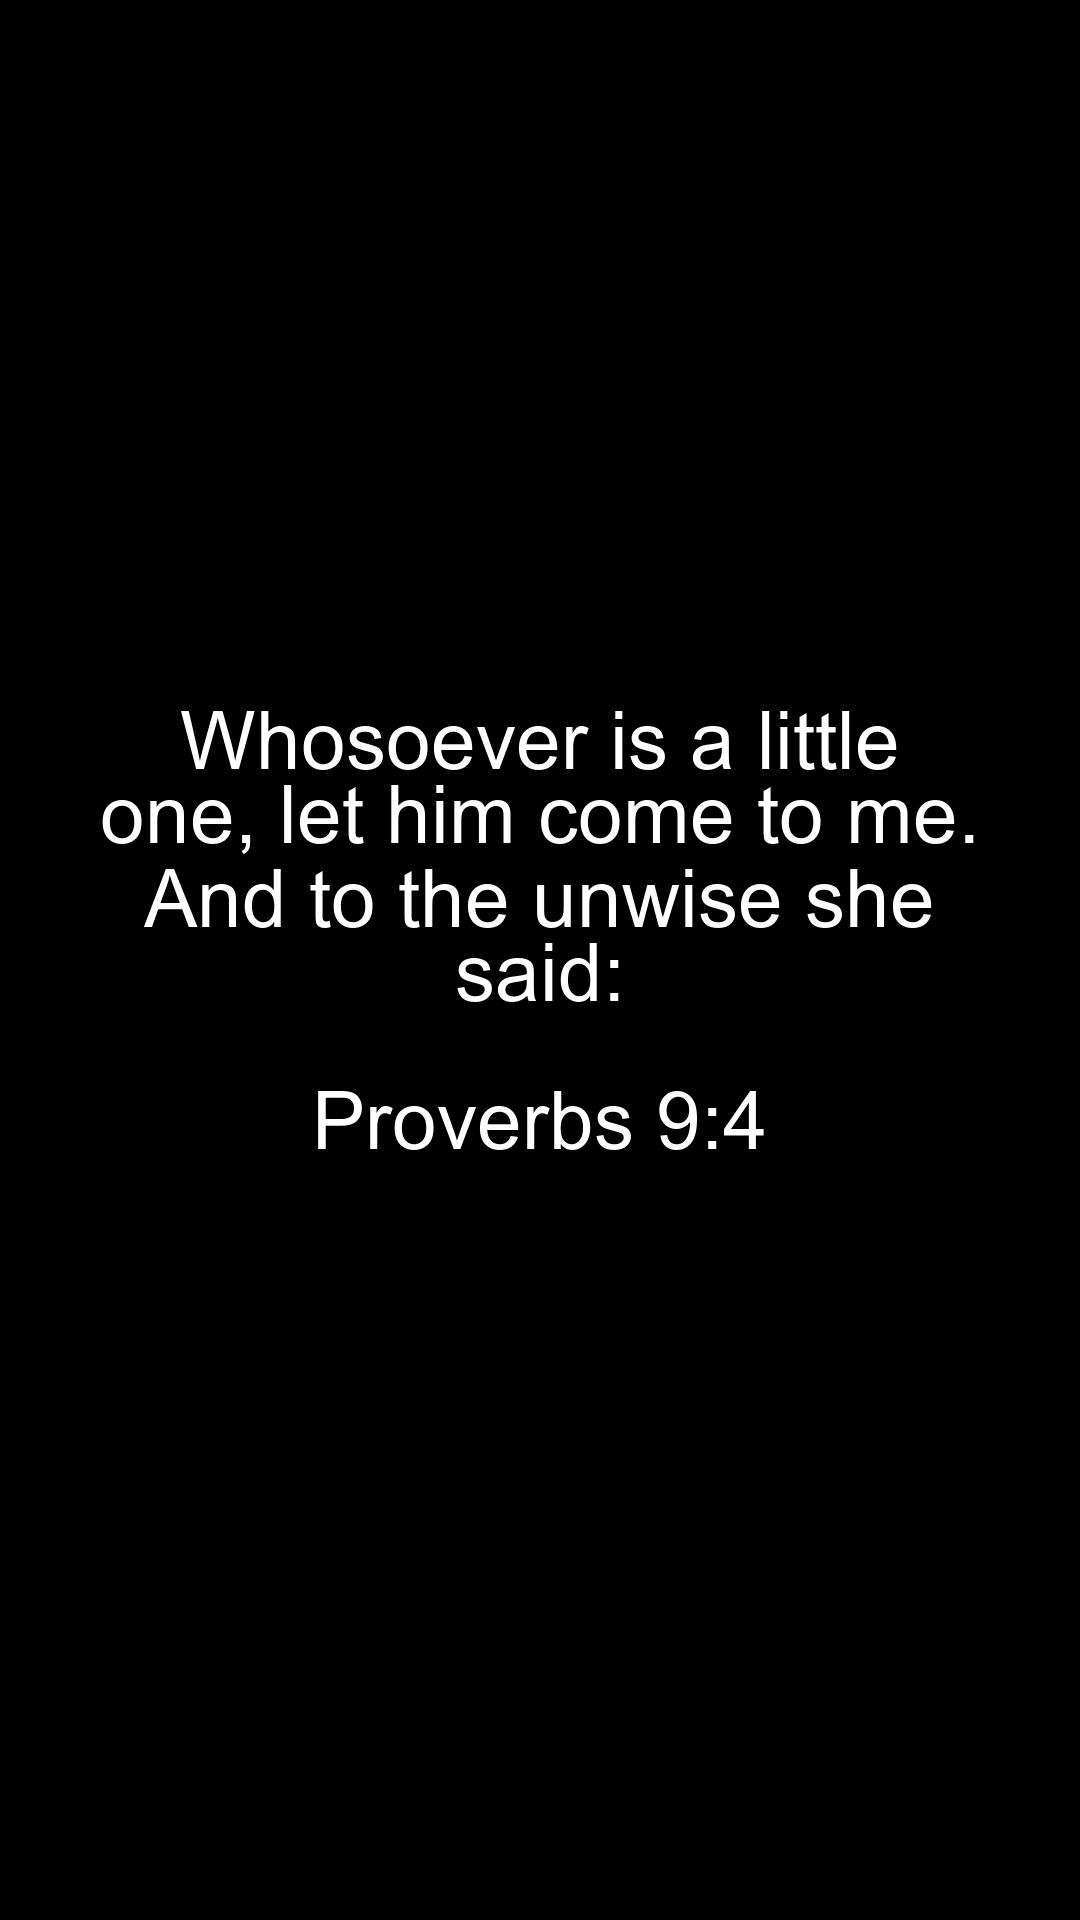 Whosoever is a little
one, let him come to me.
And to the unwise she
said:
Proverbs 9:4